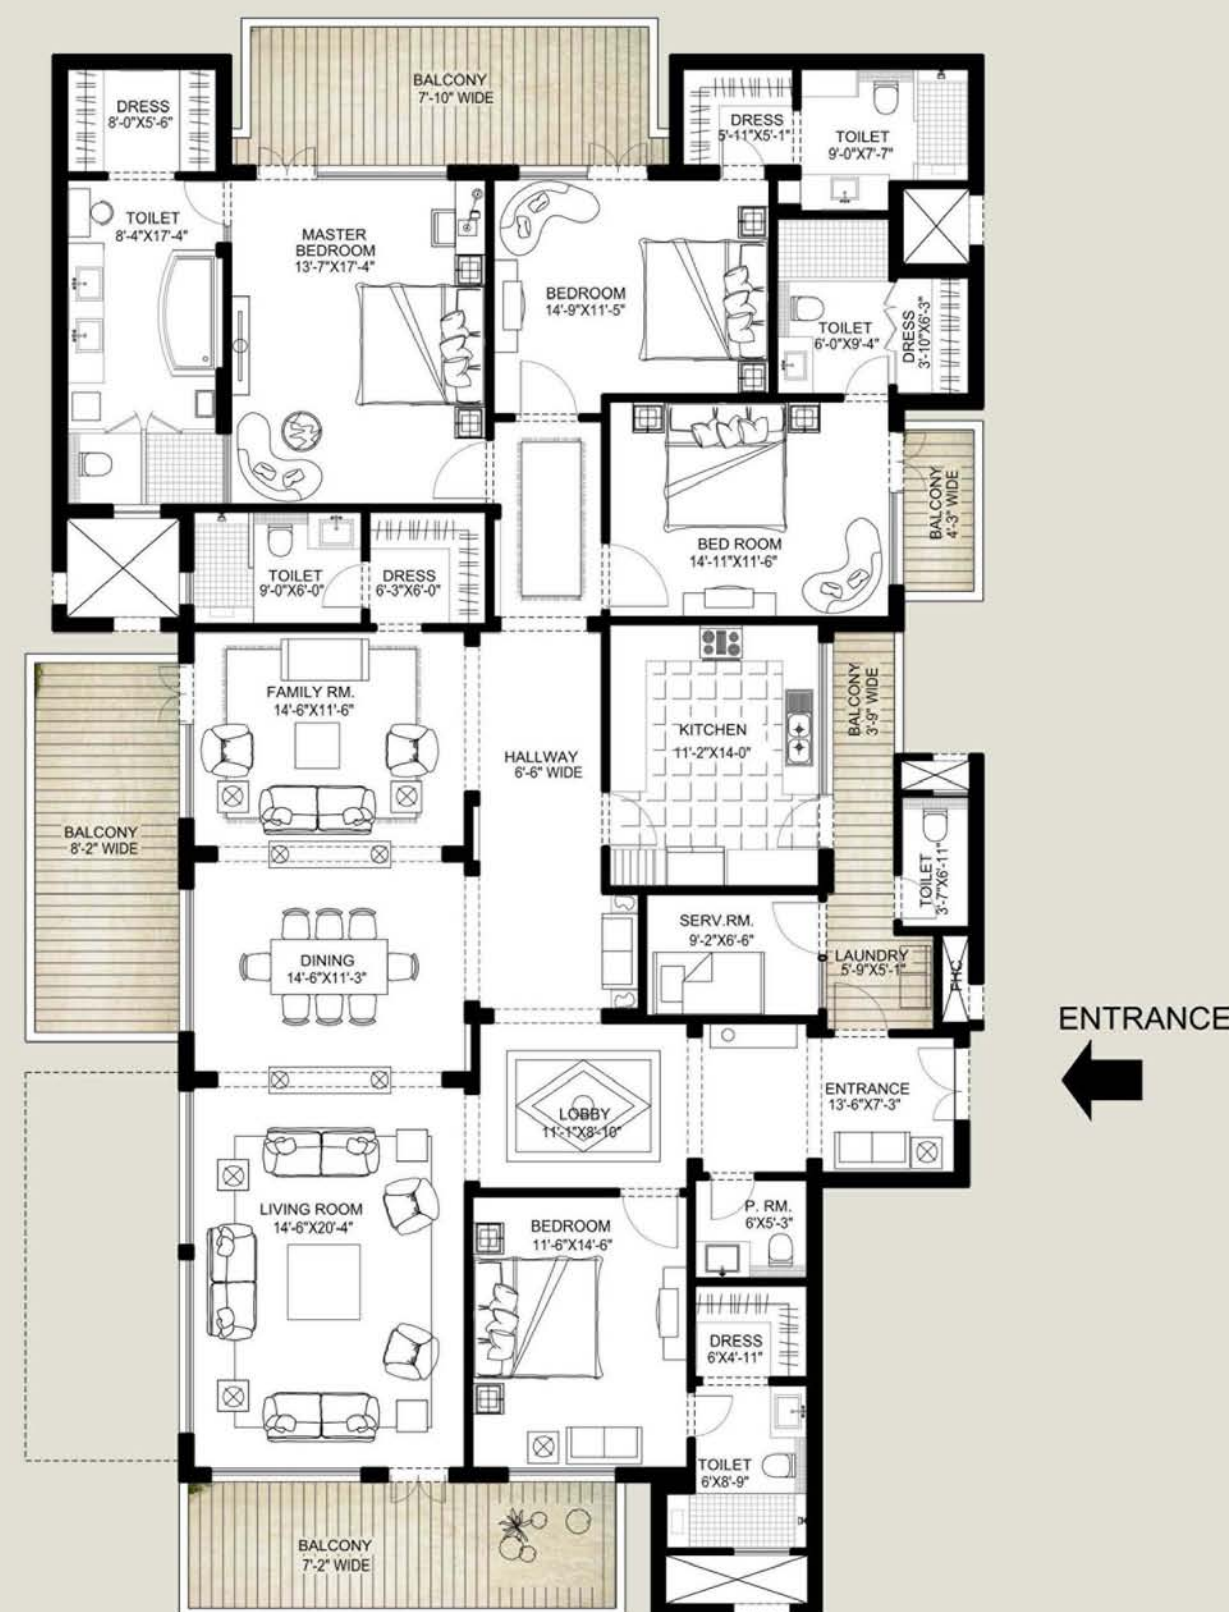 BALCONY
7'-10" WIDE
DRESS
8'-0"X5'-6"
DRESS
5'-11"X5'-1"
TOILET
9'-0"X7'-7"
TOILET
8'-4"X17'-4"
MASTER
BEDROOM
13'-7"X17'-4"
BEDROOM
14'-9"X11'-5"
TOILET
6'-0"X9'-4"
DRESS
3'-10"X6'-3"
BALCONY
4'-3" WIDE
BED ROOM
14'-11"X11'-6"
TOILET
9'-0"X6'-0"
DRESS
6'-3"X6'-0"
FAMILY RM.
14'-6"X11'-6"
HALLWAY
6'-6" WIDE
KITCHEN
11'-2"X14'-0"
BALCONY
3'-9" WIDE
BALCONY
8'-2" WIDE
TOILET
3'-7"X6'-11"
SERV.RM.
9'-2"X6'-6"
DINING
14'-6"X11'-3"
LAUNDRY
5'-9"X5'-1"
PHC
ENTRANCE
ENTRANCE
13'-6"X7'-3"
LOBBY
11'-1"X8'-10"
LIVING ROOM
14'-6"X20'-4"
BEDROOM
11'-6"X14'-6"
P. RM.
6'X5'-3"
DRESS
6'X4'-11"
TOILET
6'X8'-9"
BALCONY
7'-2" WIDE